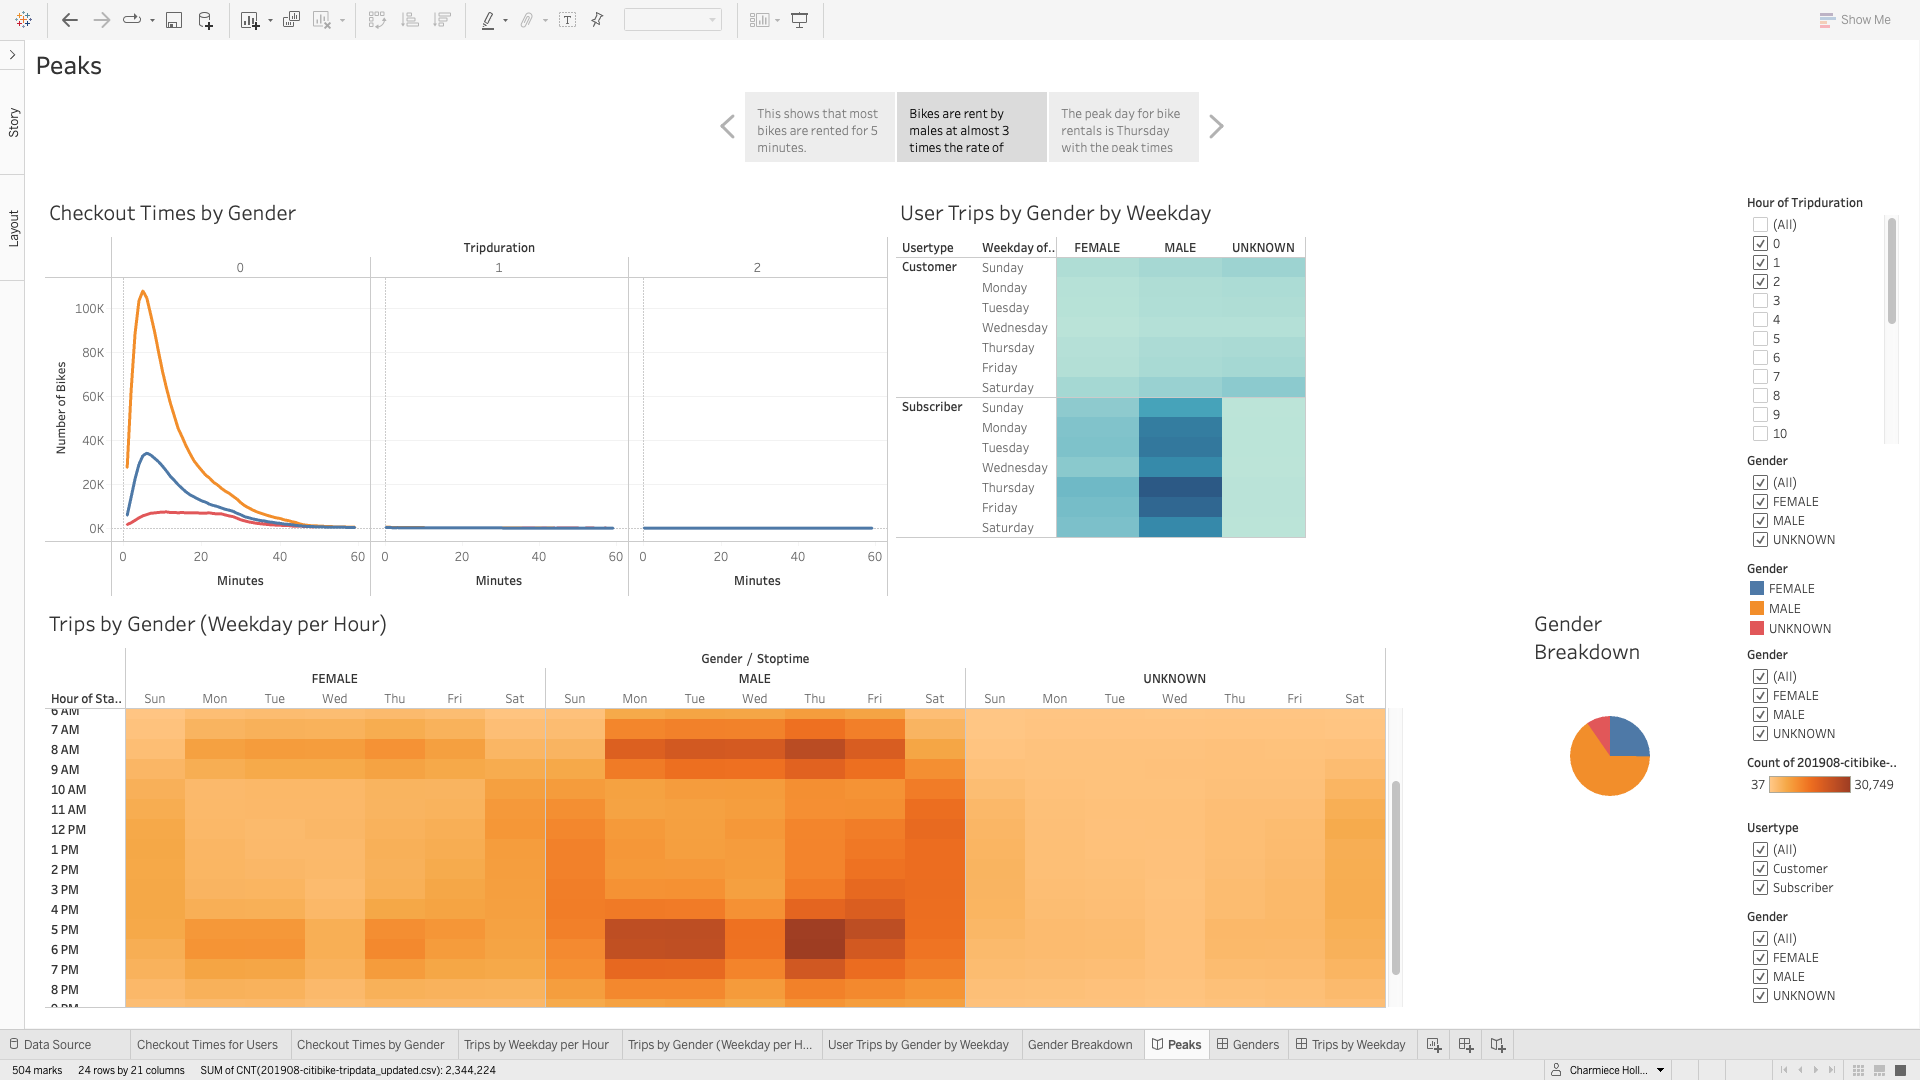 Show Me
Story
Layout
Peaks
This shows that most
bikes are rented for 5
minutes.
Bikes are rent by
males at almost 3
times the rate of
The peak day for bike
rentals is Thursday
with the peak times
Checkout Times by Gender
Tripduration
0 1 2
Number of Bikes
100K
80K
60K
40K
20K
0K
0 20 40 60 0 20 40 60 0 20 40 60
Minutes Minutes Minutes
User Trips by Gender by Weekday
Usertype Weekday of.. FEMALE MALE UNKNOWN
Customer Sunday
Monday
Tuesday
Wednesday
Thursday
Friday
Saturday
Subscriber Sunday
Monday
Tuesday
Wednesday
Thursday
Friday
Saturday
Trips by Gender (Weekday per Hour)
Gender / Stoptime
FEMALE MALE UNKNOWN
Hour of Sta.. Sun Mon Tue Wed Thu Fri Sat Sun Mon Tue Wed Thu Fri Sat Sun Mon Tue Wed Thu Fri Sat
6 AM
7 AM
8 AM
9 AM
10 AM
11 AM
12 PM
1 PM
2 PM
3 PM
4 PM
5 PM
6 PM
7 PM
8 PM
9 PM
Gender
Breakdown
Hour of Tripduration
(All)
0
1
2
3
4
5
6
7
8
9
10
Gender
(All)
FEMALE
MALE
UNKNOWN
Gender
FEMALE
MALE
UNKNOWN
Gender
(All)
FEMALE
MALE
UNKNOWN
Count of 201908-citibike-..
37 30,749
Usertype
(All)
Customer
Subscriber
Gender
(All)
FEMALE
MALE
UNKNOWN
Data Source Checkout Times for Users Checkout Times by Gender Trips by Weekday per Hour Trips by Gender (Weekday per H... User Trips by Gender by Weekday Gender Breakdown Peaks Genders Trips by Weekday
504 marks 24 rows by 21 columns SUM of CNT(201908-citibike-tripdata_updated.csv): 2,344,224 Charmiece Holl...